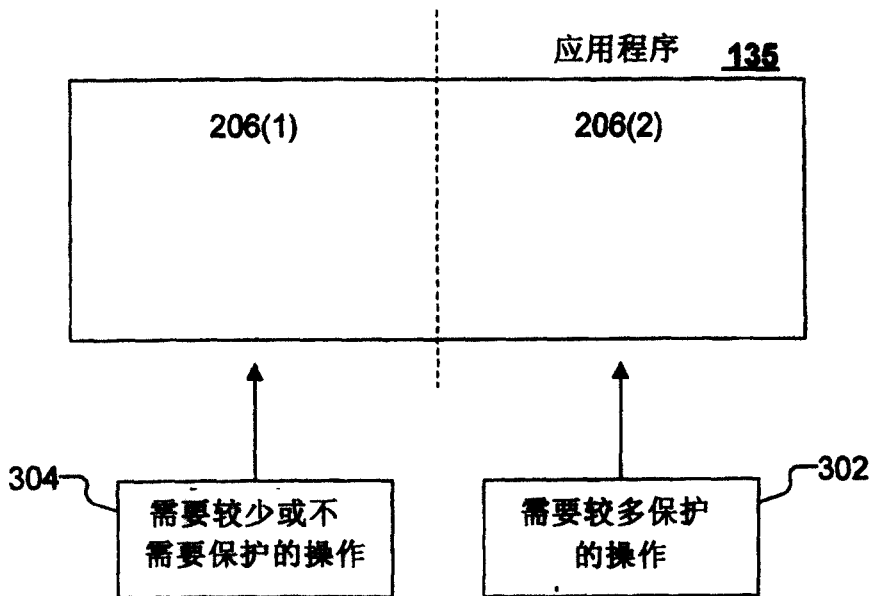 应用程序 135
206(1) 206(2)
304
需要较少或不
需要保护的操作
需要较多保护
的操作
302